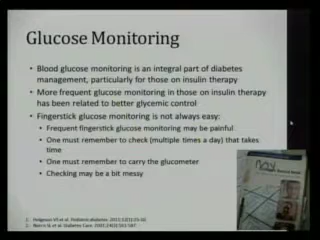 Glucose Monitoring
• Blood glucose monitoring is an integral part of diabetes
management, particularly for those on insulin therapy
• More frequent glucose monitoring in those on insulin therapy
has been related to better glycemic control
• Fingerstick glucose monitoring is not always easy:
• Frequent fingerstick glucose monitoring may be painful
• One must remember to check (multiple times a day) that takes
time
• One must remember to carry the glucometer
• Checking may be a bit messy